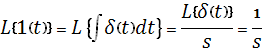 L{1(t)} = L{∫ δ(t)dt} = L{δ(t)}/s = 1/s